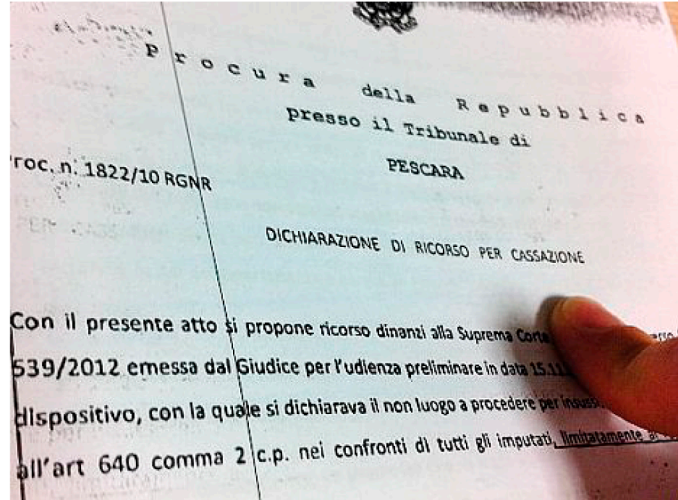 Procura della Repubblica
presso il Tribunale di
PESCARA
roc. n. 1822/10 RGNR
DICHIARAZIONE DI RICORSO PER CASSAZIONE
Con il presente atto si propone ricorso dinanzi alla Suprema Corte
539/2012 emessa dal Giudice per l'udienza preliminare in data 15.11
dispositivo, con la quale si dichiarava il non luogo a procedere per
all'art 640 comma 2 c.p. nei confronti di tutti gli imputati, limitatamente